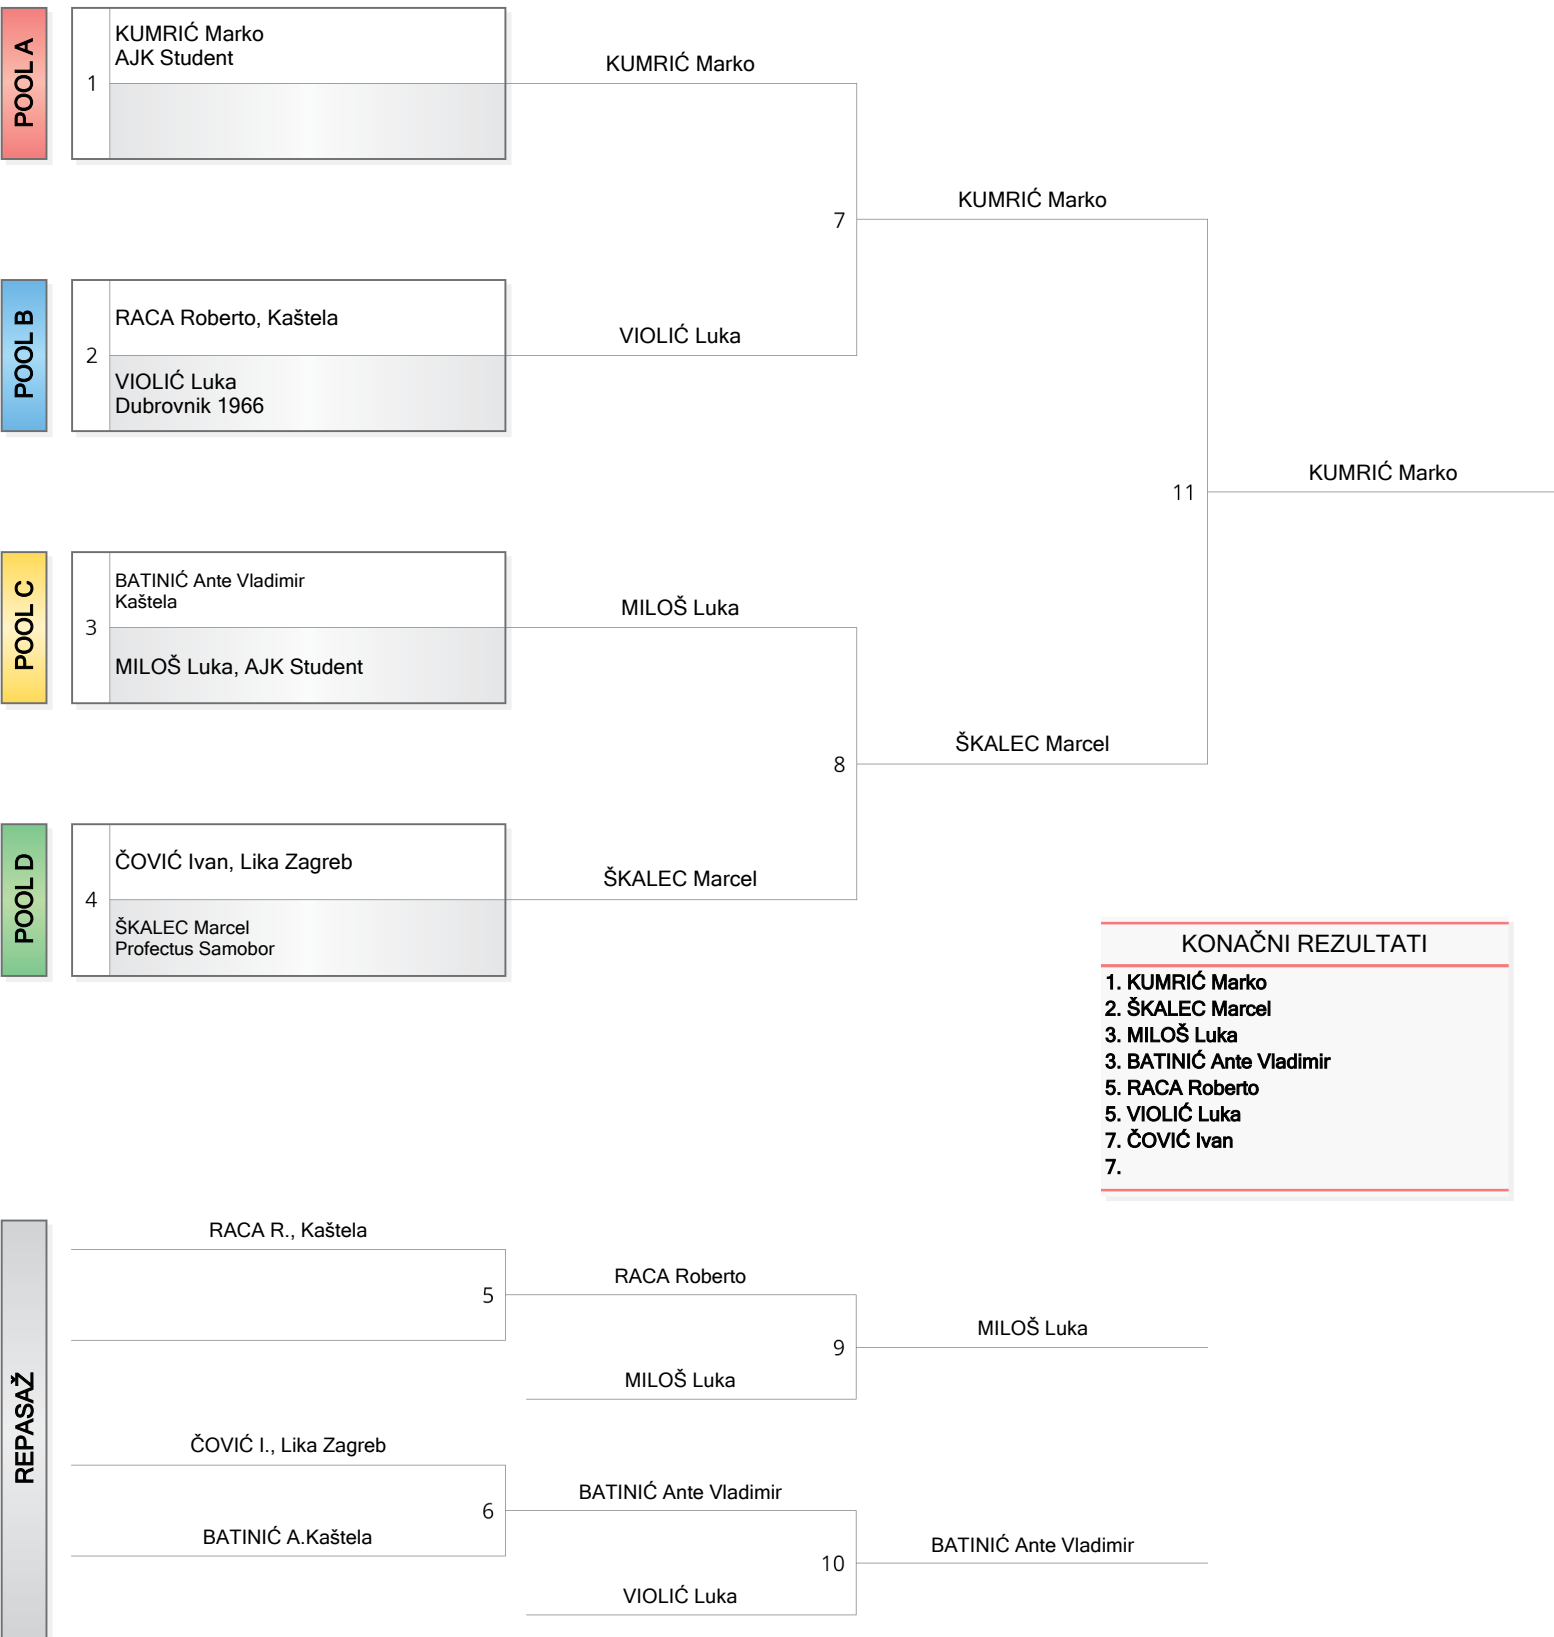 POOL A
1
KUMRIĆ Marko
AJK Student
KUMRIĆ Marko
7
KUMRIĆ Marko
POOL B
2
RACA Roberto, Kaštela
VIOLIĆ Luka
Dubrovnik 1966
VIOLIĆ Luka
11
KUMRIĆ Marko
POOL C
3
BATINIĆ Ante Vladimir
Kaštela
MILOŠ Luka, AJK Student
MILOŠ Luka
8
ŠKALEC Marcel
POOL D
4
ČOVIĆ Ivan, Lika Zagreb
ŠKALEC Marcel
Profectus Samobor
ŠKALEC Marcel
KONAČNI REZULTATI
1. KUMRIĆ Marko
2. ŠKALEC Marcel
3. MILOŠ Luka
3. BATINIĆ Ante Vladimir
5. RACA Roberto
5. VIOLIĆ Luka
7. ČOVIĆ Ivan
7.
REPASAŽ
RACA R., Kaštela
5
RACA Roberto
9
MILOŠ Luka
MILOŠ Luka
ČOVIĆ I., Lika Zagreb
6
BATINIĆ A.Kaštela
BATINIĆ Ante Vladimir
10
BATINIĆ Ante Vladimir
VIOLIĆ Luka